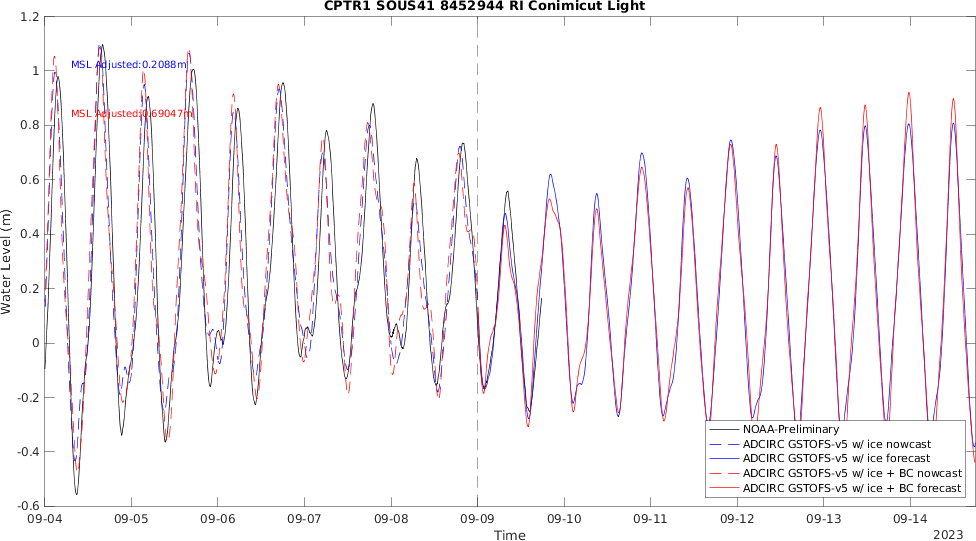 CPTR1 SOUS41 8452944 RI Conimicut Light
1.2
1
0.8
0.6
0.4
0.2
0
-0.2
-0.4
-0.6
Water Level (m)
MSL Adjusted:0.2088m
MSL Adjusted:0.69047m
NOAA-Preliminary
ADCIRC GSTOFS-v5 w/ ice nowcast
ADCIRC GSTOFS-v5 w/ ice forecast
ADCIRC GSTOFS-v5 w/ ice + BC nowcast
ADCIRC GSTOFS-v5 w/ ice + BC forecast
09-04 09-05 09-06 09-07 09-08 09-09 09-10 09-11 09-12 09-13 09-14
Time
2023